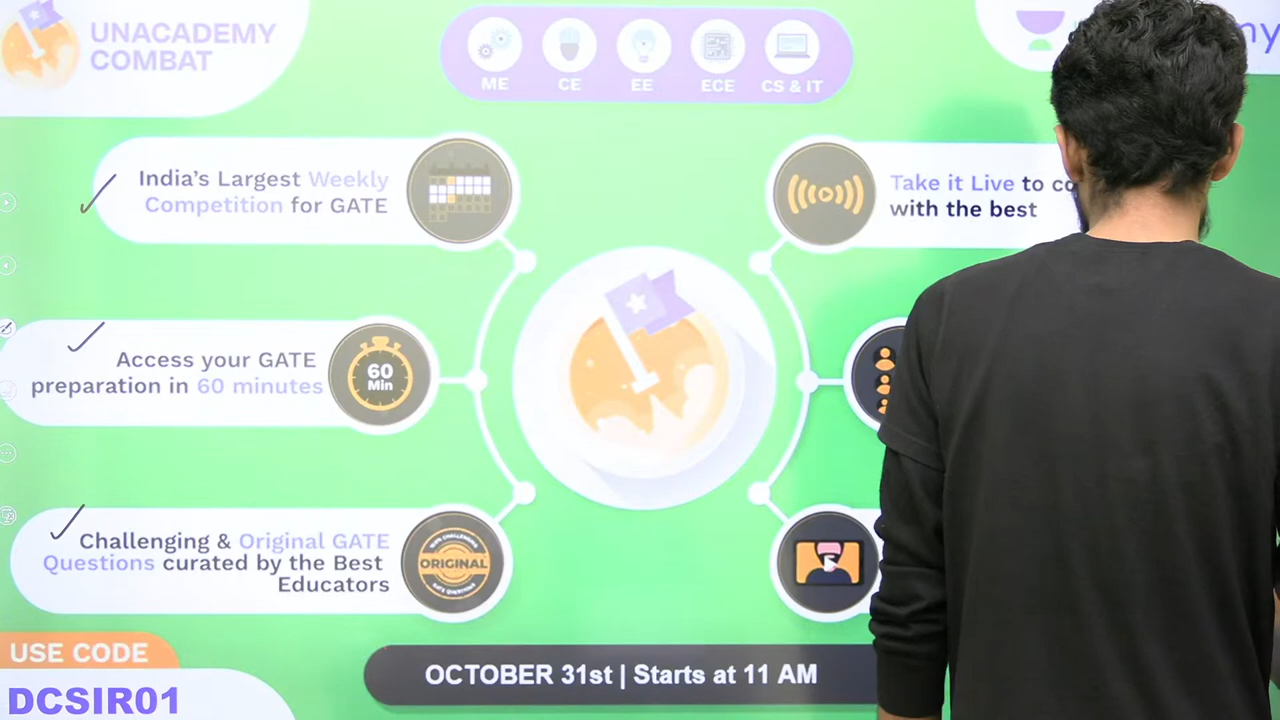 UNACADEMY
COMBAT
ME
CE
EE
ECE
CS & IT
India's Largest Weekly
Competition for GATE
Take it Live to
with the best
Access your GATE
preparation in 60 minutes
60
Min
Challenging & Original GATE
Questions curated by the Best
Educators
ORIGINAL
USE CODE
DCSIR01
OCTOBER 31st | Starts at 11 AM